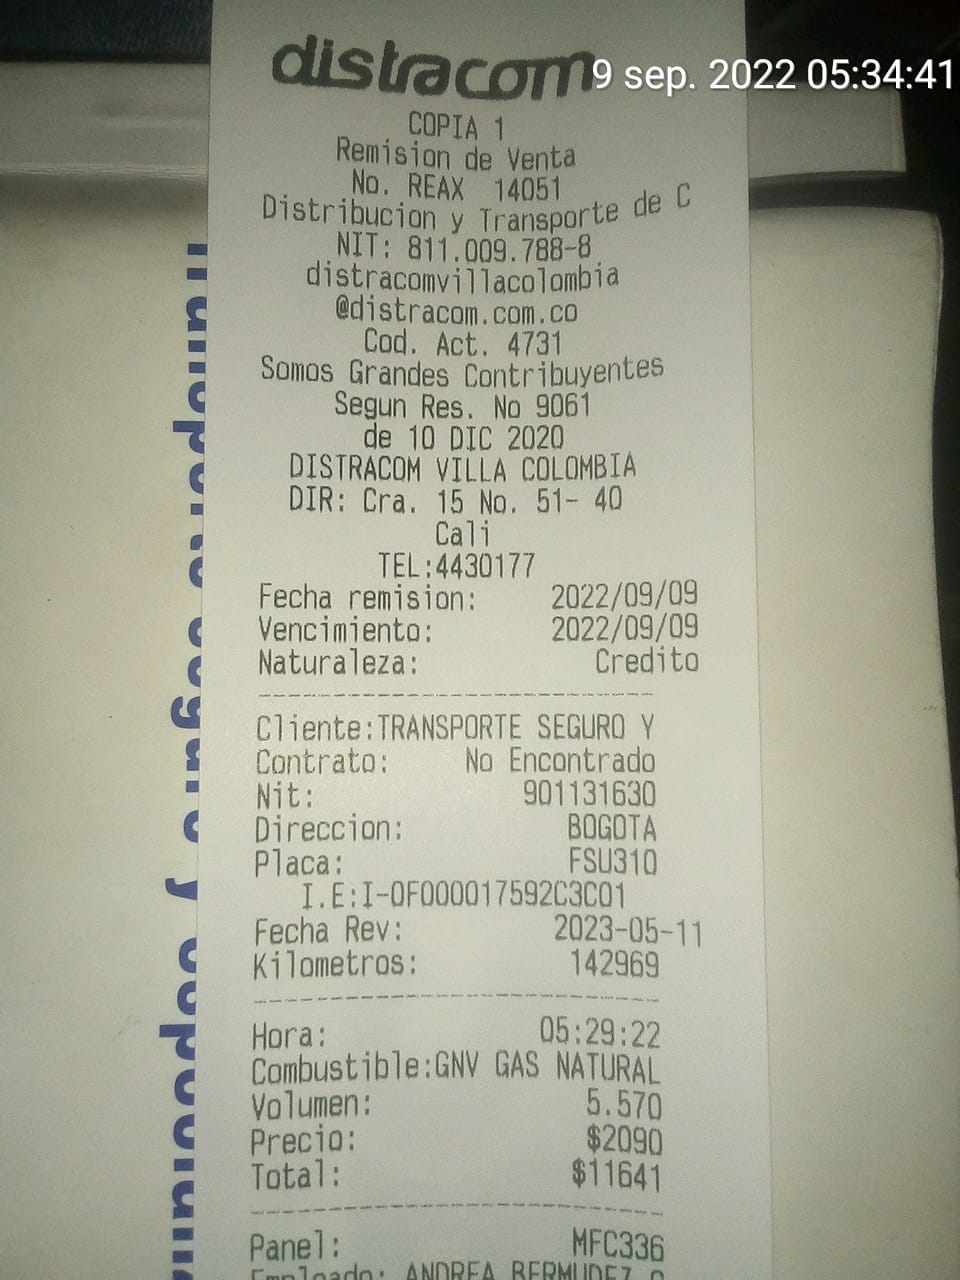 distracom
9 sep. 2022 05:34:41
COPIA 1
Remision de Venta
No. REAX 14051
Distribucion y Transporte de C
NIT: 811.009.788-8
distracomvillacolombia
@distracom.com.co
Cod. Act. 4731
Somos Grandes Contribuyentes
Segun Res. No 9061
de 10 DIC 2020
DISTRACOM VILLA COLOMBIA
DIR: Cra. 15 No. 51- 40
Cali
TEL:4430177
Fecha remision: 2022/09/09
Vencimiento: 2022/09/09
Naturaleza: Credito
Cliente:TRANSPORTE SEGURO Y
Contrato: No Encontrado
Nit: 901131630
Direccion: BOGOTA
Placa: FSU310
I.E:I-0F000017592C3C01
Fecha Rev: 2023-05-11
Kilometros: 142969
Hora: 05:29:22
Combustible:GNV GAS NATURAL
Volumen: 5.570
Precio: $2090
Total: $11641
Panel: MFC336
Empleado: ANDREA BERMUDEZ